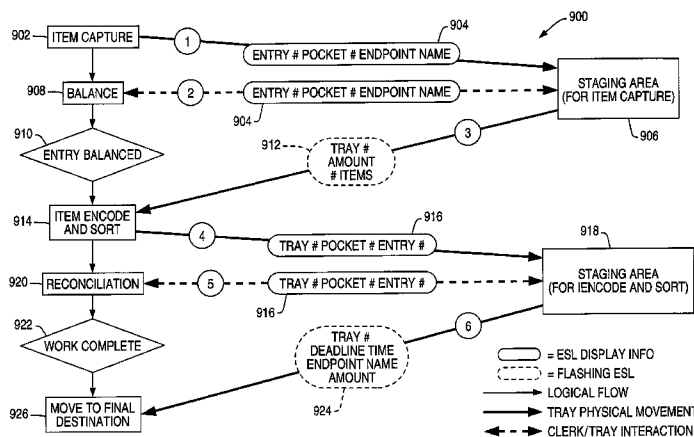 900
902
ITEM CAPTURE
1
904
ENTRY # POCKET # ENDPOINT NAME
908
BALANCE
2
ENTRY # POCKET # ENDPOINT NAME
904
STAGING AREA
(FOR ITEM CAPTURE)
906
910
ENTRY BALANCED
3
912
TRAY #
AMOUNT
# ITEMS
914
ITEM ENCODE
AND SORT
4
916
TRAY # POCKET # ENTRY #
918
STAGING AREA
(FOR IENCODE AND SORT)
920
RECONCILIATION
5
TRAY # POCKET # ENTRY #
916
922
WORK COMPLETE
6
TRAY #
DEADLINE TIME
ENDPOINT NAME
AMOUNT
924
926
MOVE TO FINAL
DESTINATION
= ESL DISPLAY INFO
= FLASHING ESL
LOGICAL FLOW
TRAY PHYSICAL MOVEMENT
CLERK/TRAY INTERACTION